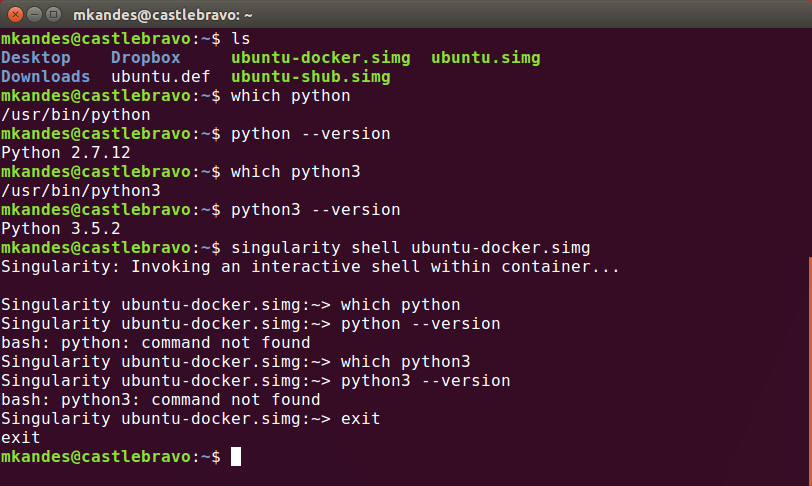 mkandes@castlebravo: ~
mkandes@castlebravo:~$ ls
Desktop    Dropbox     ubuntu-docker.simg  ubuntu.simg
Downloads  ubuntu.def  ubuntu-shub.simg
mkandes@castlebravo:~$ which python
/usr/bin/python
mkandes@castlebravo:~$ python --version
Python 2.7.12
mkandes@castlebravo:~$ which python3
/usr/bin/python3
mkandes@castlebravo:~$ python3 --version
Python 3.5.2
mkandes@castlebravo:~$ singularity shell ubuntu-docker.simg
Singularity: Invoking an interactive shell within container...
Singularity ubuntu-docker.simg:~> which python
Singularity ubuntu-docker.simg:~> python --version
bash: python: command not found
Singularity ubuntu-docker.simg:~> which python3
Singularity ubuntu-docker.simg:~> python3 --version
bash: python3: command not found
Singularity ubuntu-docker.simg:~> exit
exit
mkandes@castlebravo:~$